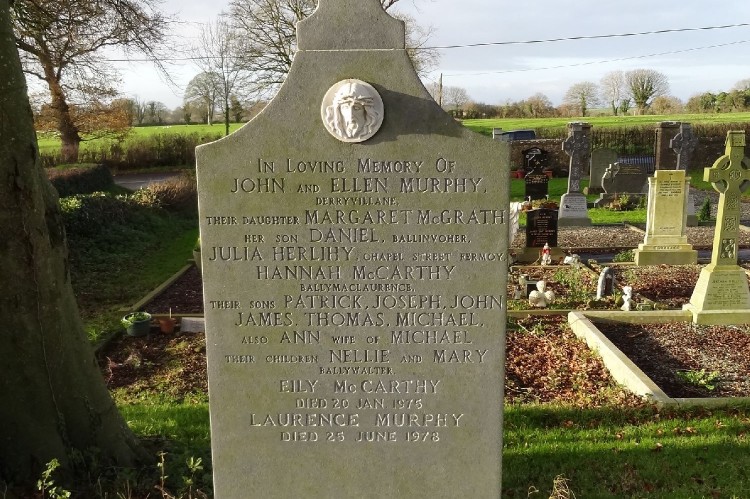 IN LOVING MEMORY OF
JOHN AND ELLEN MURPHY,
DERRYVILLANE,
THEIR DAUGHTER MARGARET McGRATH
HER SON DANIEL, BALLINVOHER,
JULIA HERLIHY, CHAPEL STREET FERMOY
HANNAH McCARTHY
BALLYMACLAURENCE,
THEIR SONS PATRICK, JOSEPH, JOHN
JAMES, THOMAS, MICHAEL,
ALSO ANN WIFE OF MICHAEL
THEIR CHILDREN NELLIE AND MARY
BALLYWALTER,
EILY McCARTHY
DIED 20 JAN 1975
LAURENCE MURPHY
DIED 25 JUNE 1978